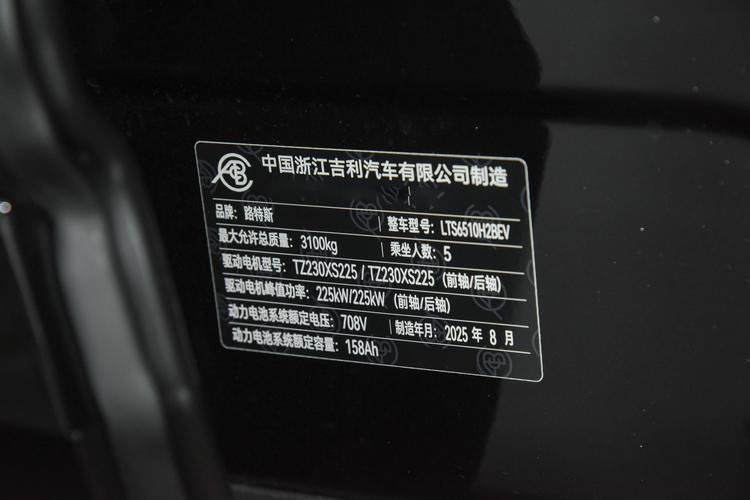 中国浙江吉利汽车有限公司制造
品牌：路特斯 整车型号：LTS6510H2BEV
最大允许总质量：3100kg 乘坐人数：5
驱动电机型号：TZ230XS225 / TZ230XS225（前轴/后轴）
驱动电机峰值功率：225kW/225kW（前轴/后轴）
动力电池系统额定电压：708V 制造年月：2025 年 8 月
动力电池系统额定容量：158Ah